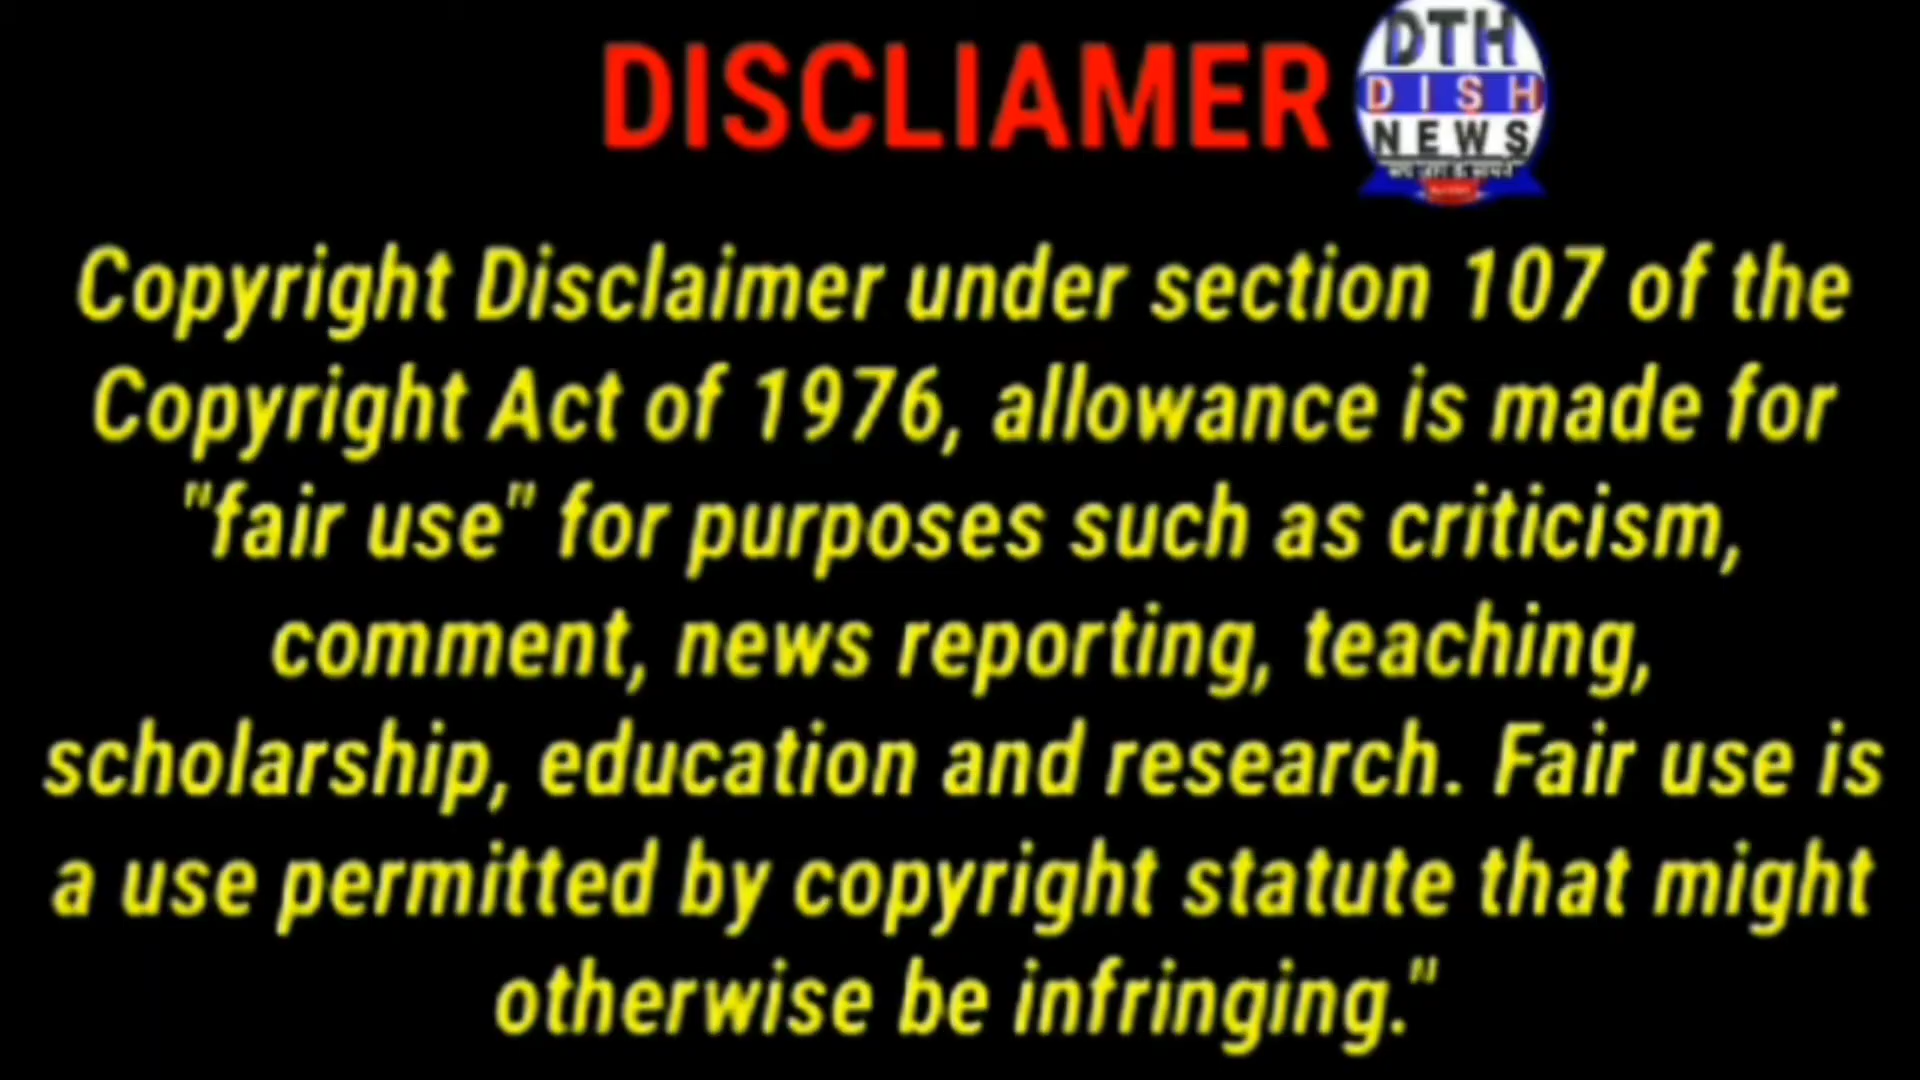 DISCLIAMER
DTH
DISH
NEWS
Copyright Disclaimer under section 107 of the
Copyright Act of 1976, allowance is made for
"fair use" for purposes such as criticism,
comment, news reporting, teaching,
scholarship, education and research. Fair use is
a use permitted by copyright statute that might
otherwise be infringing."